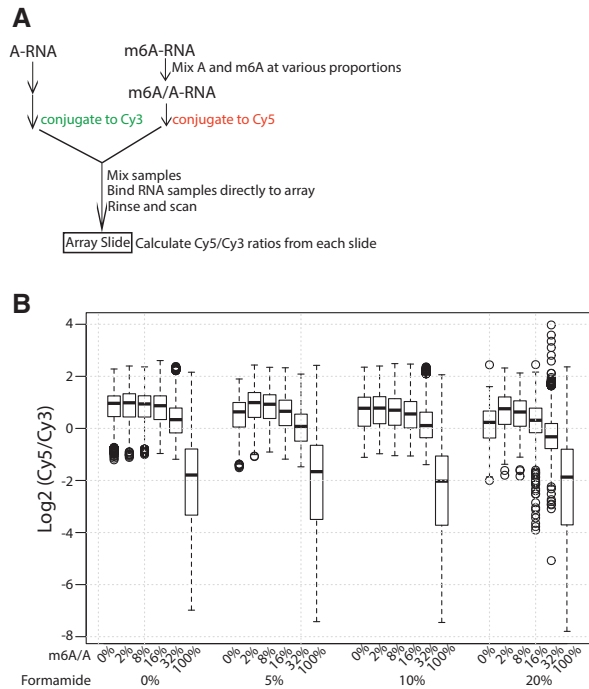 A
A-RNA
m6A-RNA
Mix A and m6A at various proportions
m6A/A-RNA
conjugate to Cy3
conjugate to Cy5
Mix samples
Bind RNA samples directly to array
Rinse and scan
Array Slide
Calculate Cy5/Cy3 ratios from each slide
B
Log2 (Cy5/Cy3)
4
2
0
-2
-4
-6
-8
m6A/A
0% 2% 8% 16% 32% 100%
0% 2% 8% 16% 32% 100%
0% 2% 8% 16% 32% 100%
0% 2% 8% 16% 32% 100%
Formamide 0% 5% 10% 20%